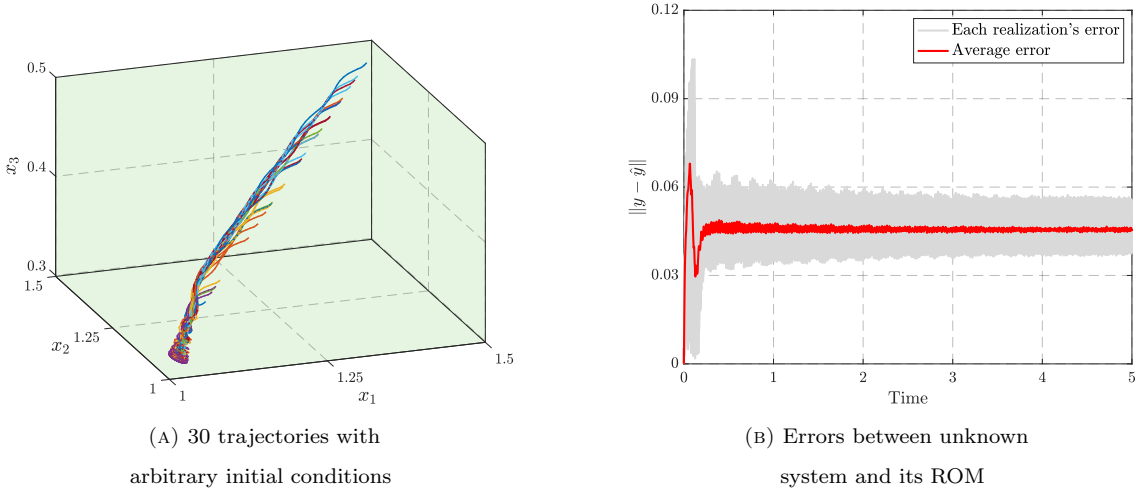 0.5
0.4
0.3
x₃
1.5
1.25
1
x₂
1
1.25
1.5
x₁
(A) 30 trajectories with
arbitrary initial conditions
0.12
0.09
0.06
0.03
0
‖y − ŷ‖
Each realization's error
Average error
0
1
2
3
4
5
Time
(B) Errors between unknown
system and its ROM